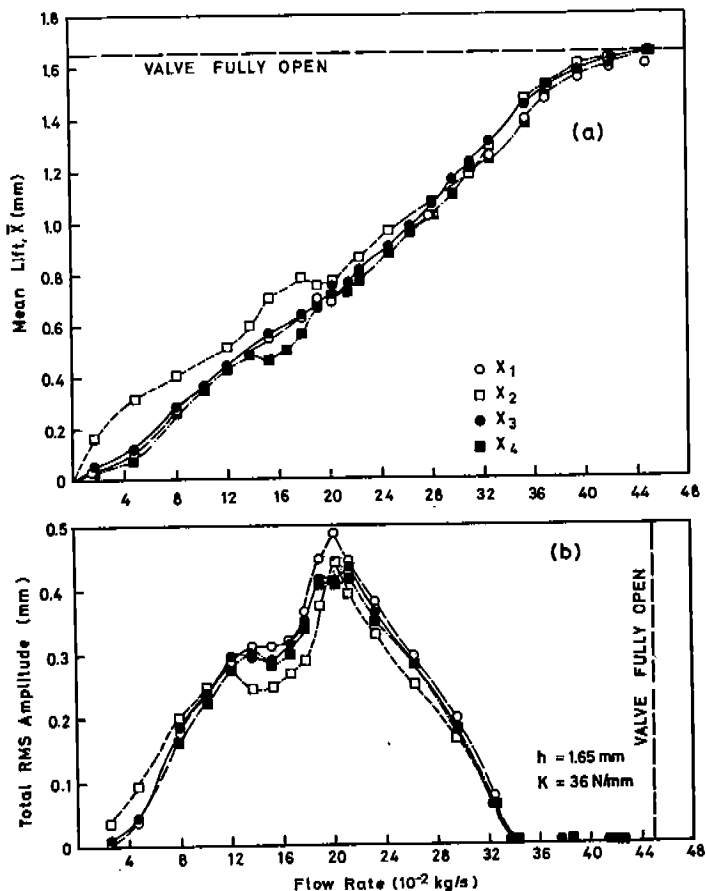 1.8
1.6
1.4
1.2
1.0
0.8
0.6
0.4
0.2
0
Mean Lift, X̅ (mm)
VALVE FULLY OPEN
(a)
X1
X2
X3
X4
4 8 12 16 20 24 28 32 36 40 44 48
0.5
0.4
0.3
0.2
0.1
0
Total RMS Amplitude (mm)
(b)
VALVE FULLY OPEN
h = 1.65 mm
K = 36 N/mm
4 8 12 16 20 24 28 32 36 40 44 48
Flow Rate (10⁻² kg/s)